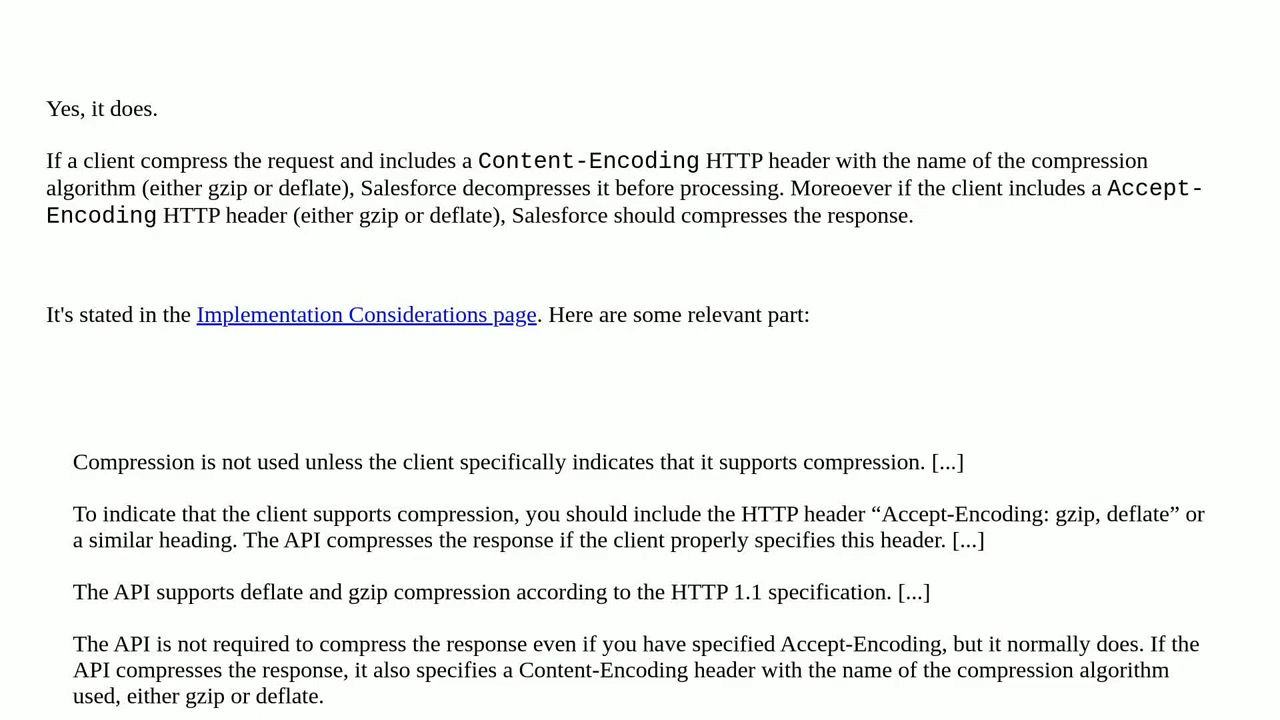 Yes, it does.
If a client compress the request and includes a Content-Encoding HTTP header with the name of the compression
algorithm (either gzip or deflate), Salesforce decompresses it before processing. Moreoever if the client includes a Accept-
Encoding HTTP header (either gzip or deflate), Salesforce should compresses the response.
It's stated in the Implementation Considerations page. Here are some relevant part:
Compression is not used unless the client specifically indicates that it supports compression. [...]
To indicate that the client supports compression, you should include the HTTP header “Accept-Encoding: gzip, deflate” or
a similar heading. The API compresses the response if the client properly specifies this header. [...]
The API supports deflate and gzip compression according to the HTTP 1.1 specification. [...]
The API is not required to compress the response even if you have specified Accept-Encoding, but it normally does. If the
API compresses the response, it also specifies a Content-Encoding header with the name of the compression algorithm
used, either gzip or deflate.